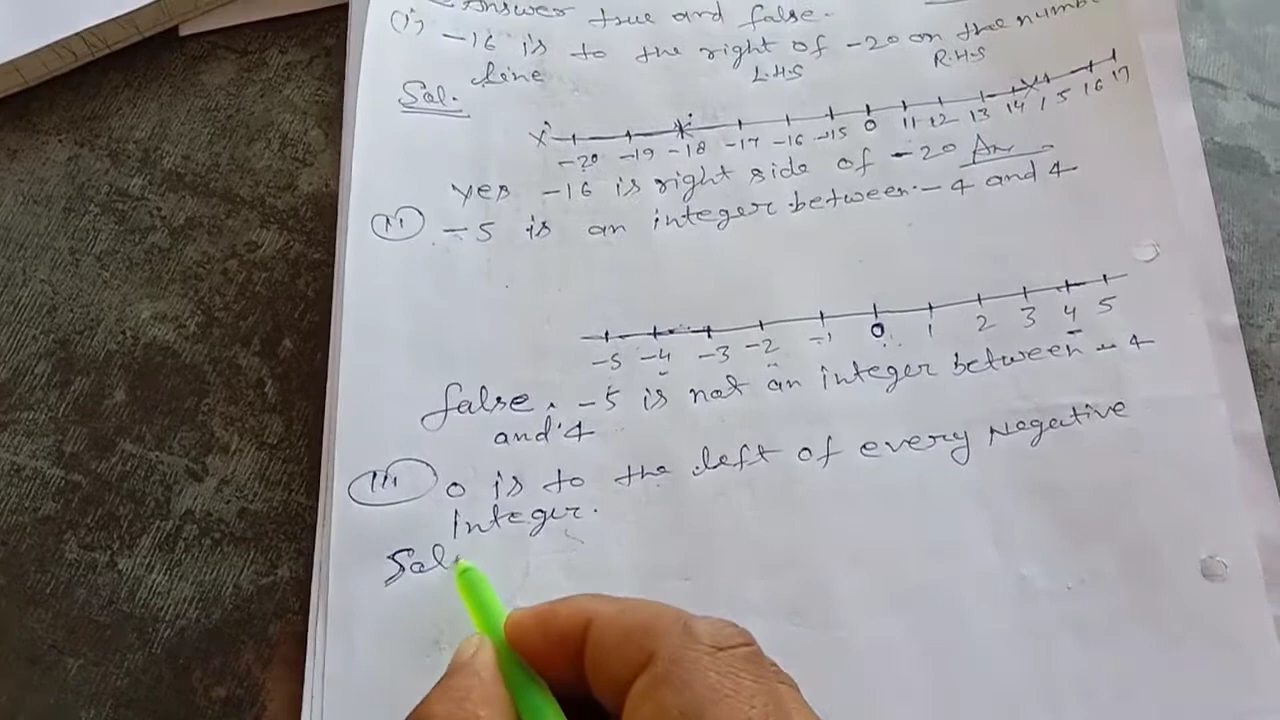 Answer true and false.
(i) -16 is to the right of -20 on the numbe
line
L.H.S R.H.S
Sol.
-20 -19 -18 -17 -16 -15 0 11 12 13 14 15 16 17
yes -16 is right side of -20 An
(ii) -5 is an integer between -4 and 4
-5 -4 -3 -2 -1 0 1 2 3 4 5
false. -5 is not an integer between -4
and 4
(iii) 0 is to the left of every Negative
integer.
Sol